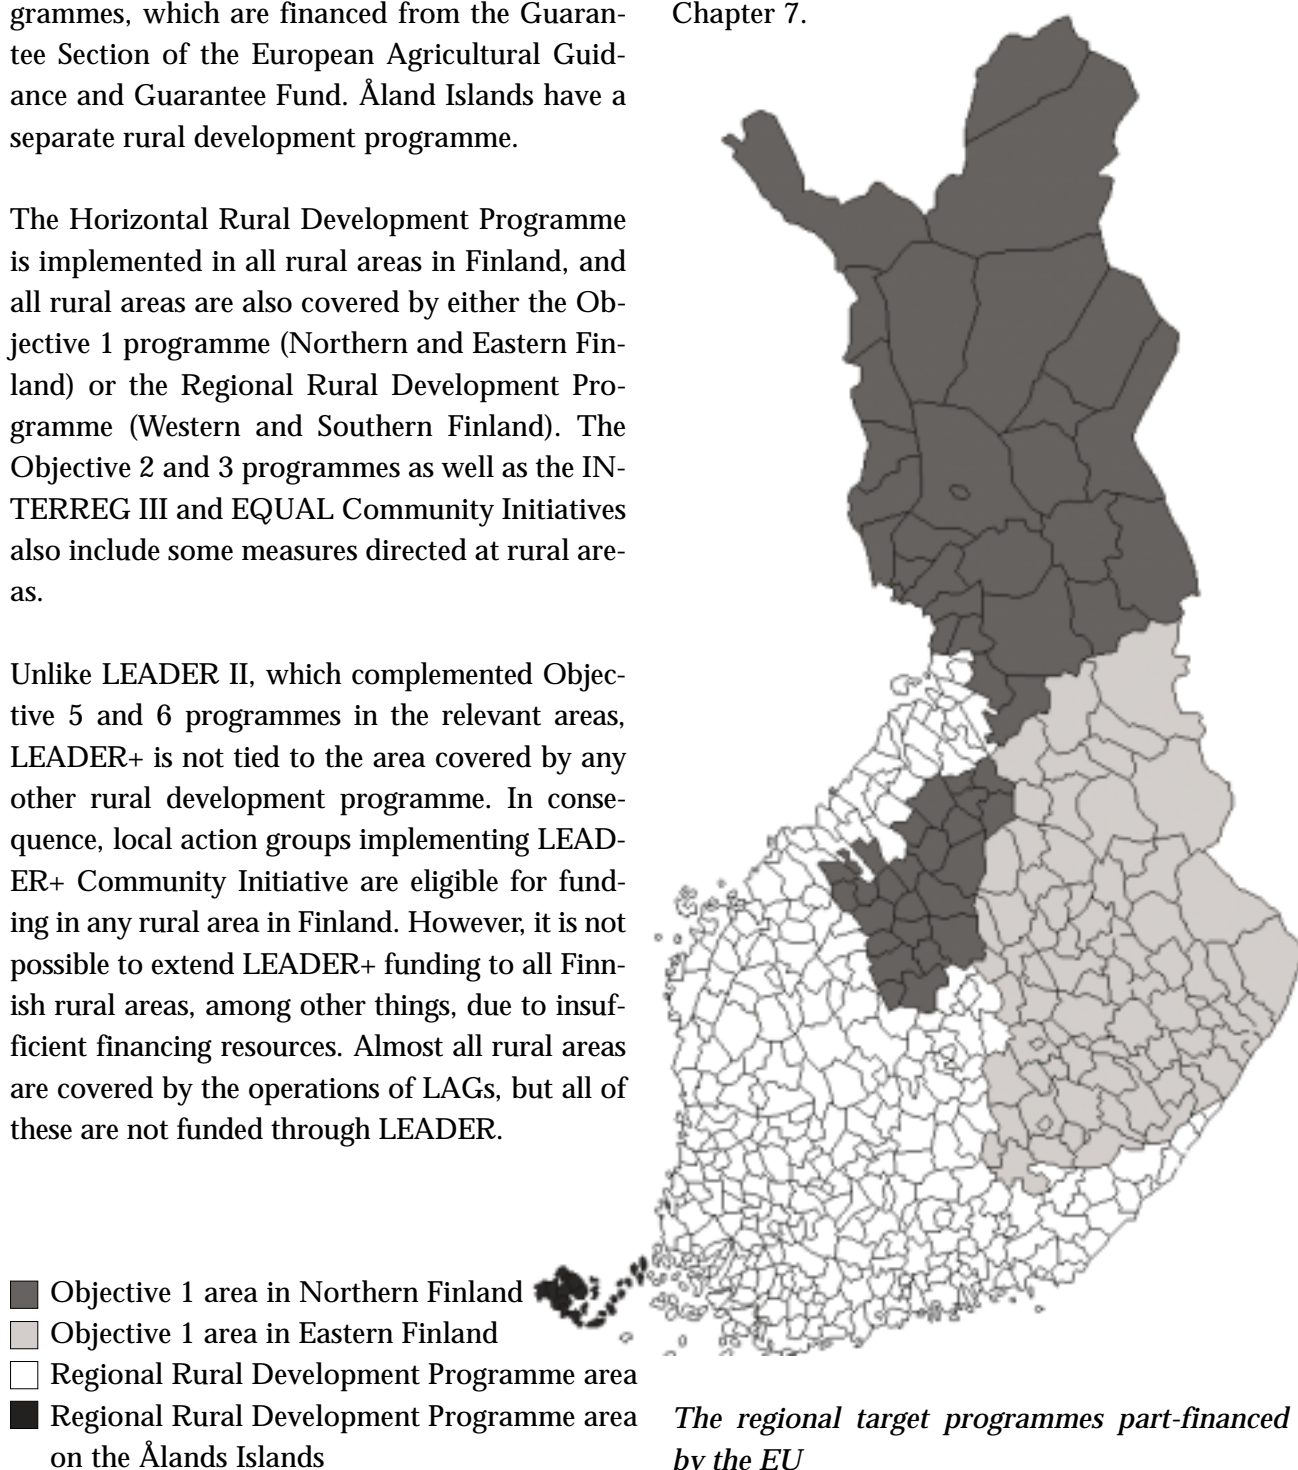 grammes, which are financed from the Guaran-
tee Section of the European Agricultural Guid-
ance and Guarantee Fund. Åland Islands have a
separate rural development programme.
The Horizontal Rural Development Programme
is implemented in all rural areas in Finland, and
all rural areas are also covered by either the Ob-
jective 1 programme (Northern and Eastern Fin-
land) or the Regional Rural Development Pro-
gramme (Western and Southern Finland). The
Objective 2 and 3 programmes as well as the IN-
TERREG III and EQUAL Community Initiatives
also include some measures directed at rural are-
as.
Unlike LEADER II, which complemented Objec-
tive 5 and 6 programmes in the relevant areas,
LEADER+ is not tied to the area covered by any
other rural development programme. In conse-
quence, local action groups implementing LEAD-
ER+ Community Initiative are eligible for fund-
ing in any rural area in Finland. However, it is not
possible to extend LEADER+ funding to all Finn-
ish rural areas, among other things, due to insuf-
ficient financing resources. Almost all rural areas
are covered by the operations of LAGs, but all of
these are not funded through LEADER.
Chapter 7.
Objective 1 area in Northern Finland
Objective 1 area in Eastern Finland
Regional Rural Development Programme area
Regional Rural Development Programme area
on the Ålands Islands
The regional target programmes part-financed
by the EU